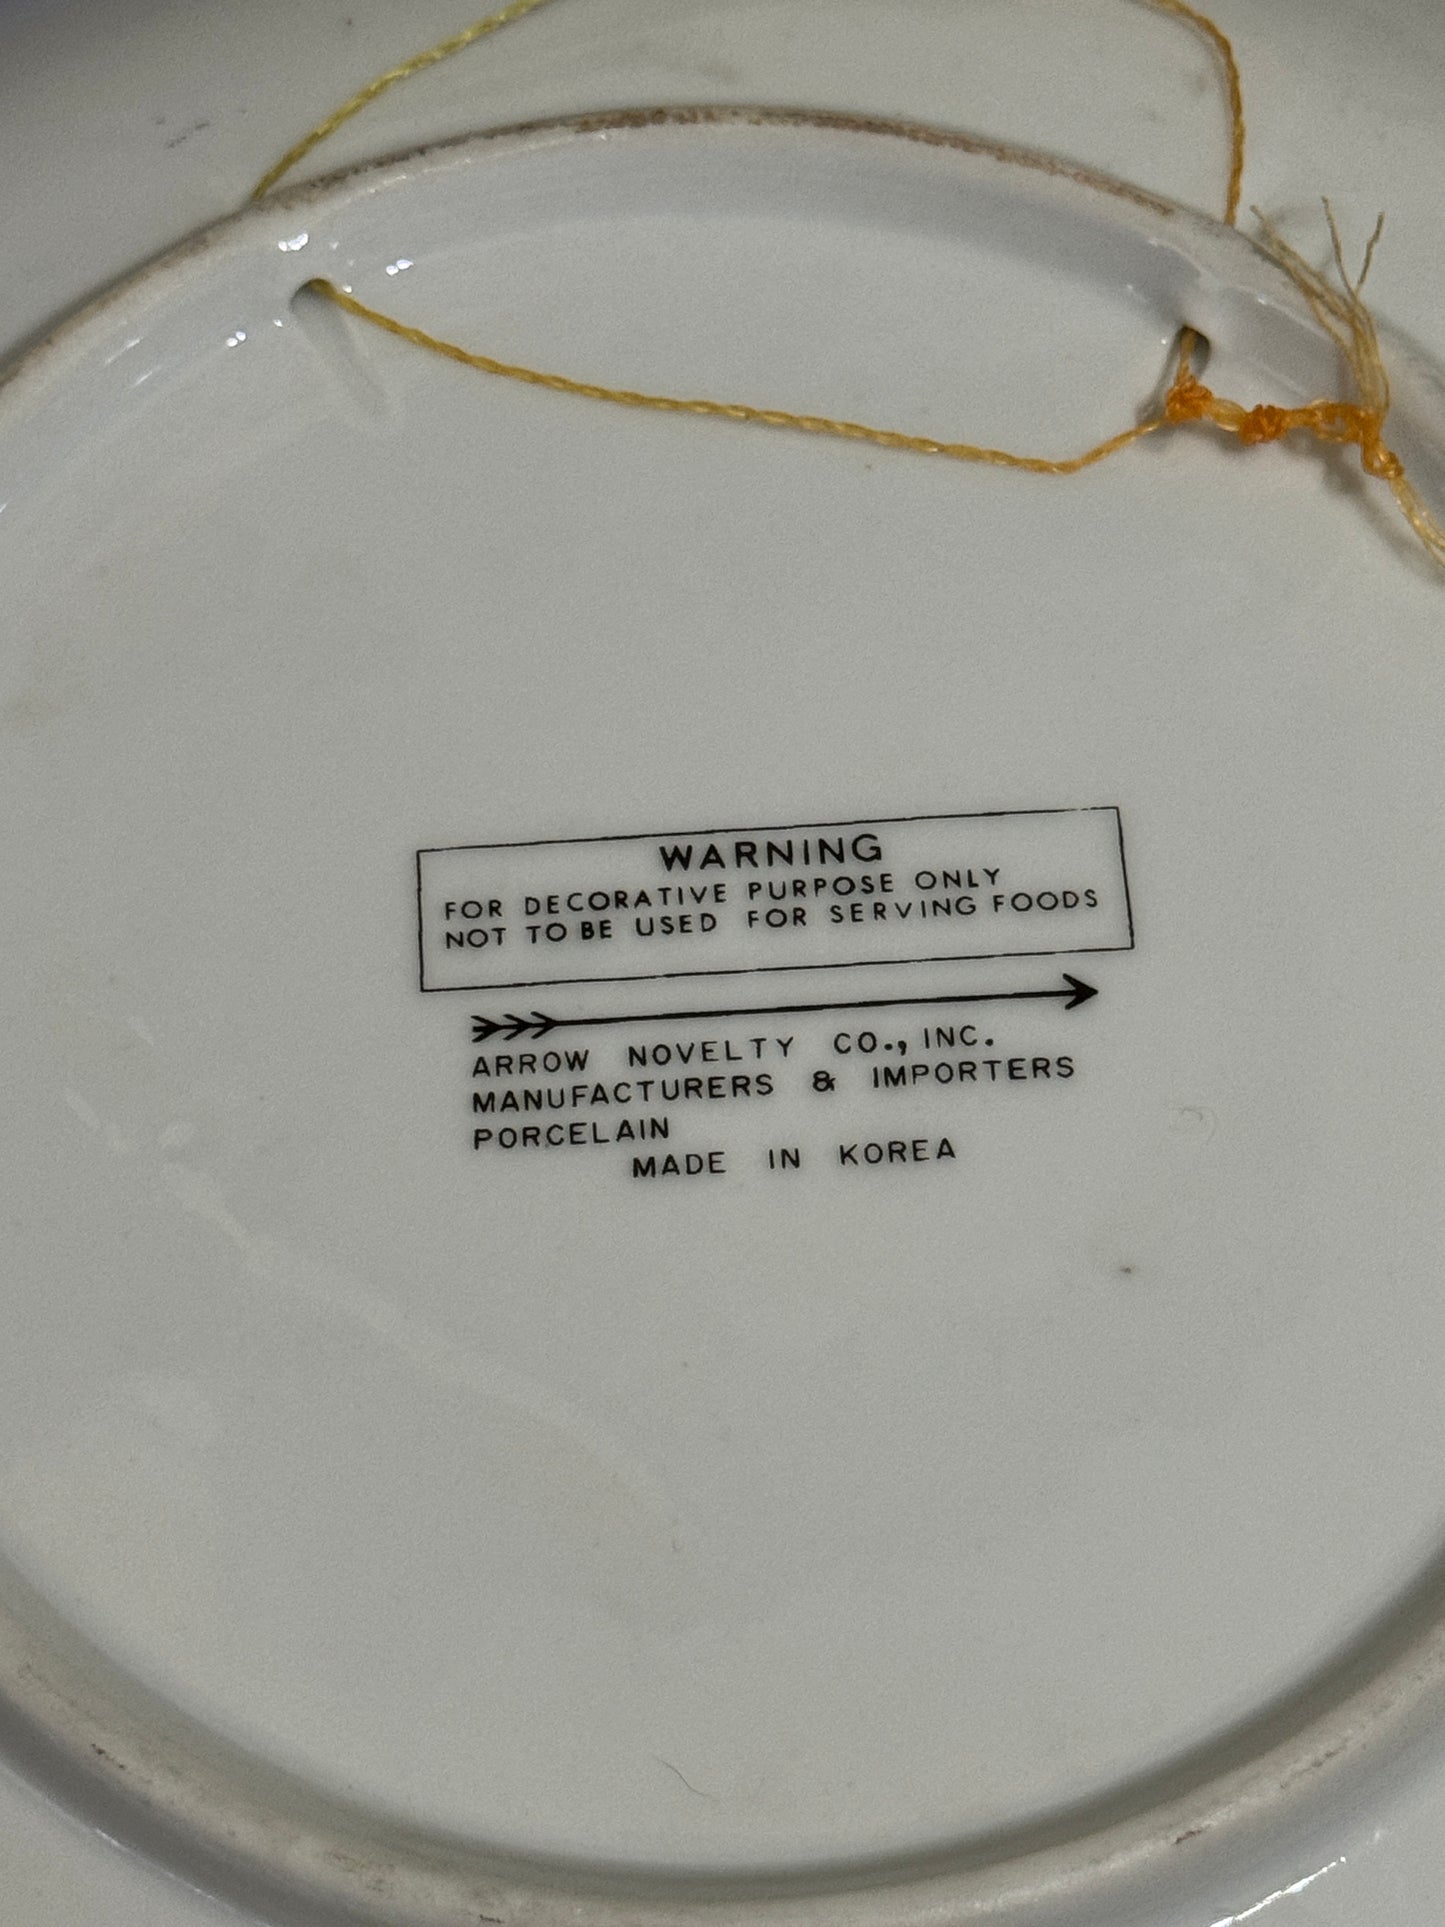 WARNING
FOR DECORATIVE PURPOSE ONLY
NOT TO BE USED FOR SERVING FOODS
ARROW NOVELTY CO., INC.
MANUFACTURERS & IMPORTERS
PORCELAIN
MADE IN KOREA